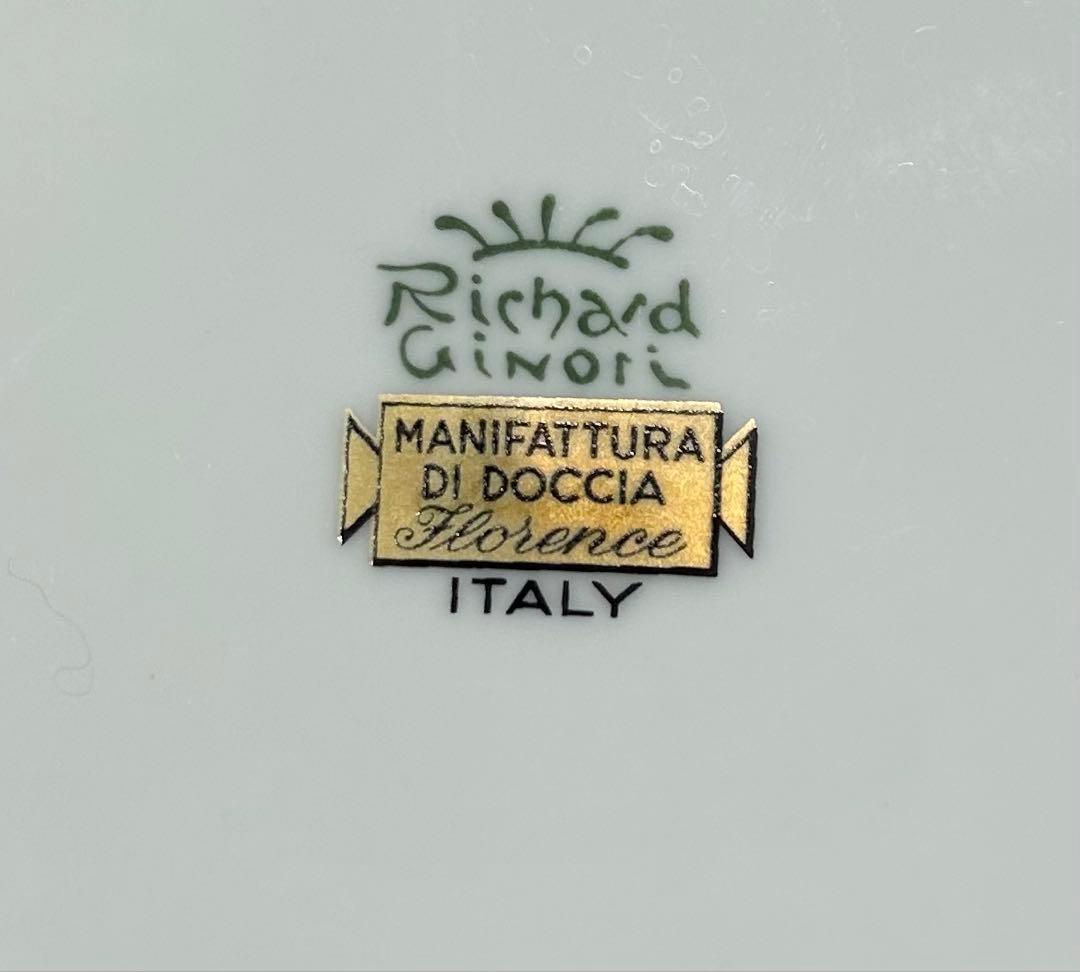 Richard
Ginori
MANIFATTURA
DI DOCCIA
Florence
ITALY